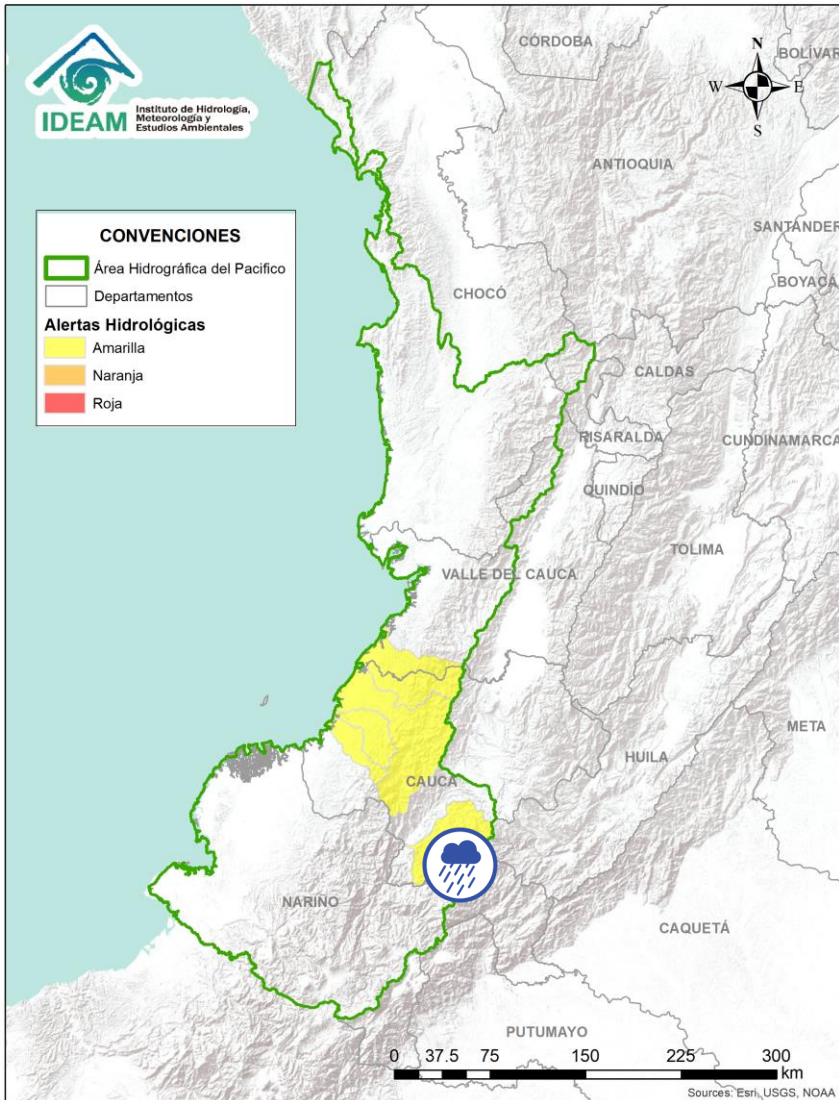 IDEAM
Instituto de Hidrología,
Meteorología y
Estudios Ambientales
CONVENCIONES
Área Hidrográfica del Pacifico
Departamentos
Alertas Hidrológicas
Amarilla
Naranja
Roja
N
W
E
S
CÓRDOBA
BOLÍVAR
ANTIOQUIA
SANTANDER
BOYACÁ
CHOCÓ
CALDAS
RISARALDA
CUNDINAMARCA
QUINDÍO
TOLIMA
VALLE DEL CAUCA
META
HUILA
CAUCA
NARIÑO
CAQUETÁ
PUTUMAYO
0 37.5 75 150 225 300
km
Sources: Esri, USGS, NOAA